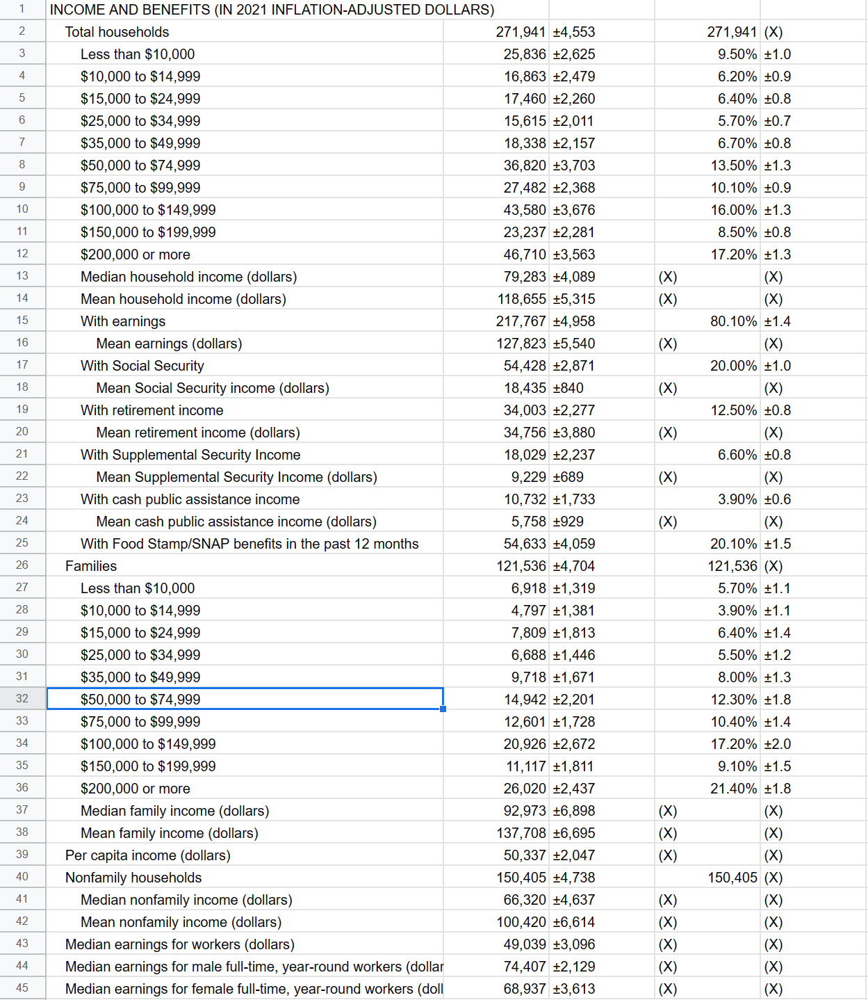 1 INCOME AND BENEFITS (IN 2021 INFLATION-ADJUSTED DOLLARS)
2 Total households 271,941 ±4,553 271,941 (X)
3 Less than $10,000 25,836 ±2,625 9.50% ±1.0
4 $10,000 to $14,999 16,863 ±2,479 6.20% ±0.9
5 $15,000 to $24,999 17,460 ±2,260 6.40% ±0.8
6 $25,000 to $34,999 15,615 ±2,011 5.70% ±0.7
7 $35,000 to $49,999 18,338 ±2,157 6.70% ±0.8
8 $50,000 to $74,999 36,820 ±3,703 13.50% ±1.3
9 $75,000 to $99,999 27,482 ±2,368 10.10% ±0.9
10 $100,000 to $149,999 43,580 ±3,676 16.00% ±1.3
11 $150,000 to $199,999 23,237 ±2,281 8.50% ±0.8
12 $200,000 or more 46,710 ±3,563 17.20% ±1.3
13 Median household income (dollars) 79,283 ±4,089 (X) (X)
14 Mean household income (dollars) 118,655 ±5,315 (X) (X)
15 With earnings 217,767 ±4,958 80.10% ±1.4
16 Mean earnings (dollars) 127,823 ±5,540 (X) (X)
17 With Social Security 54,428 ±2,871 20.00% ±1.0
18 Mean Social Security income (dollars) 18,435 ±840 (X) (X)
19 With retirement income 34,003 ±2,277 12.50% ±0.8
20 Mean retirement income (dollars) 34,756 ±3,880 (X) (X)
21 With Supplemental Security Income 18,029 ±2,237 6.60% ±0.8
22 Mean Supplemental Security Income (dollars) 9,229 ±689 (X) (X)
23 With cash public assistance income 10,732 ±1,733 3.90% ±0.6
24 Mean cash public assistance income (dollars) 5,758 ±929 (X) (X)
25 With Food Stamp/SNAP benefits in the past 12 months 54,633 ±4,059 20.10% ±1.5
26 Families 121,536 ±4,704 121,536 (X)
27 Less than $10,000 6,918 ±1,319 5.70% ±1.1
28 $10,000 to $14,999 4,797 ±1,381 3.90% ±1.1
29 $15,000 to $24,999 7,809 ±1,813 6.40% ±1.4
30 $25,000 to $34,999 6,688 ±1,446 5.50% ±1.2
31 $35,000 to $49,999 9,718 ±1,671 8.00% ±1.3
32 $50,000 to $74,999 14,942 ±2,201 12.30% ±1.8
33 $75,000 to $99,999 12,601 ±1,728 10.40% ±1.4
34 $100,000 to $149,999 20,926 ±2,672 17.20% ±2.0
35 $150,000 to $199,999 11,117 ±1,811 9.10% ±1.5
36 $200,000 or more 26,020 ±2,437 21.40% ±1.8
37 Median family income (dollars) 92,973 ±6,898 (X) (X)
38 Mean family income (dollars) 137,708 ±6,695 (X) (X)
39 Per capita income (dollars) 50,337 ±2,047 (X) (X)
40 Nonfamily households 150,405 ±4,738 150,405 (X)
41 Median nonfamily income (dollars) 66,320 ±4,637 (X) (X)
42 Mean nonfamily income (dollars) 100,420 ±6,614 (X) (X)
43 Median earnings for workers (dollars) 49,039 ±3,096 (X) (X)
44 Median earnings for male full-time, year-round workers (dollar 74,407 ±2,129 (X) (X)
45 Median earnings for female full-time, year-round workers (doll 68,937 ±3,613 (X) (X)